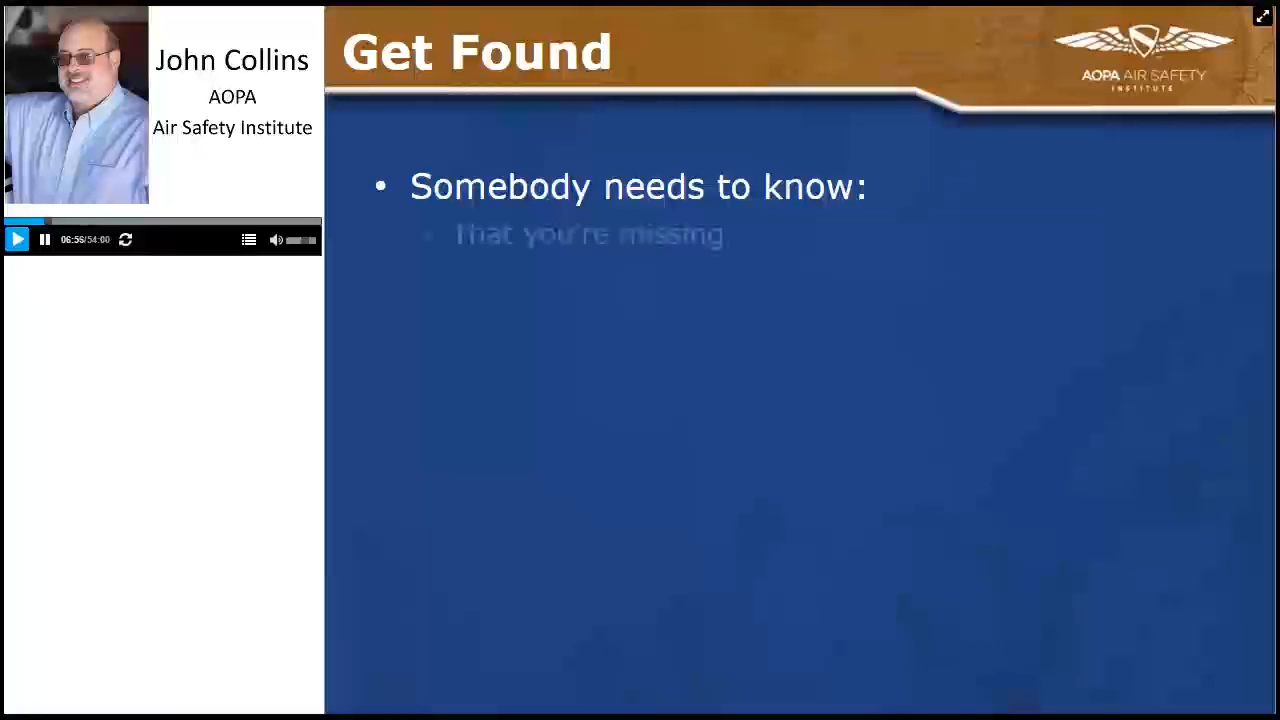 John Collins
AOPA
Air Safety Institute
06:56/54:00
Get Found
AOPA AIR SAFETY
INSTITUTE
• Somebody needs to know:
- That you're missing